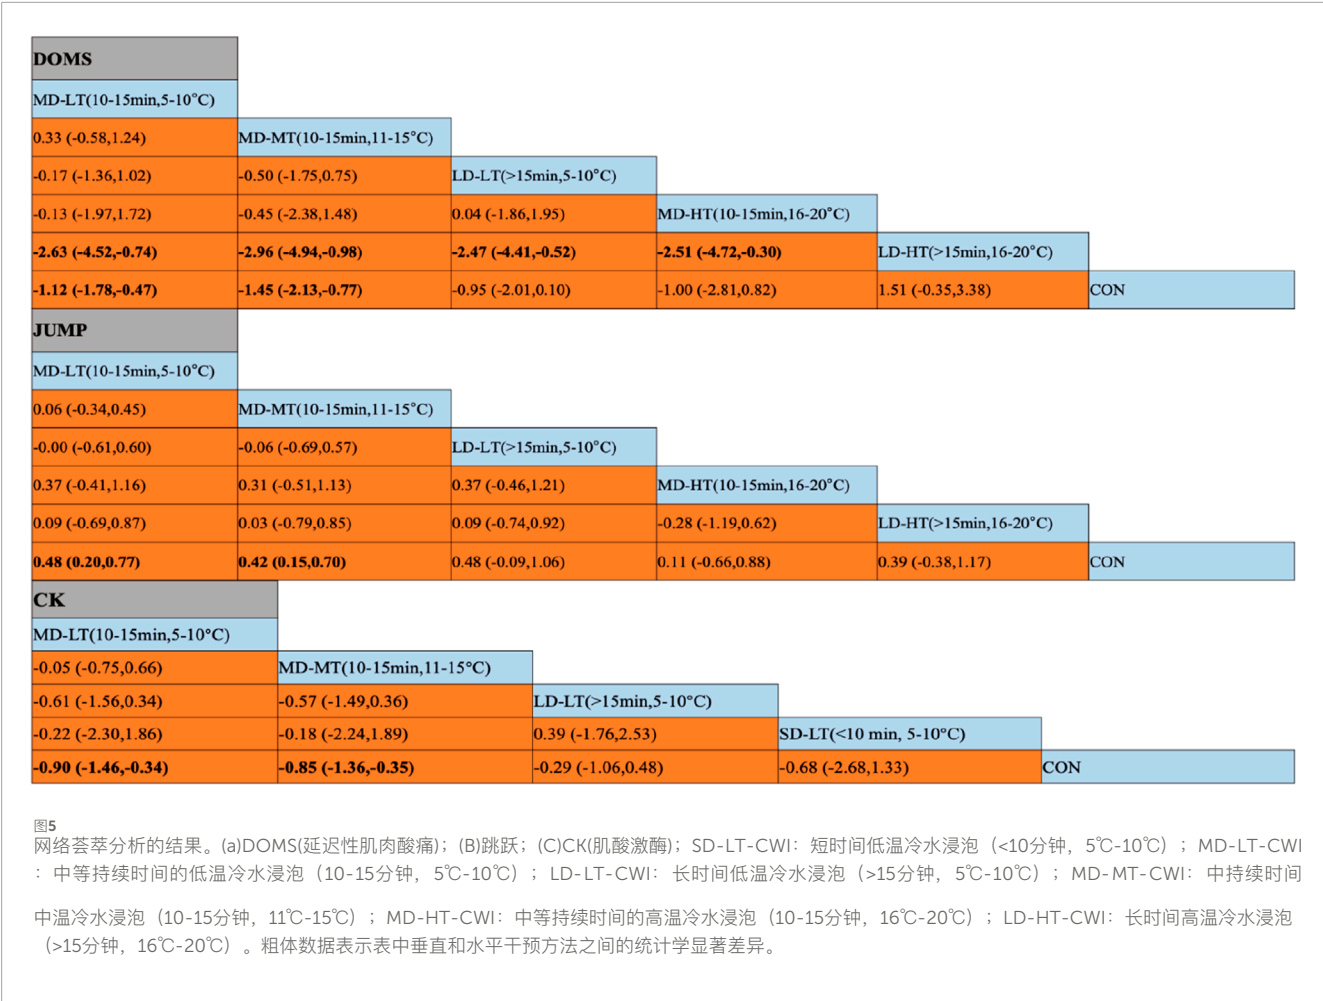 DOMS
MD-LT(10-15min,5-10°C)
0.33 (-0.58,1.24) MD-MT(10-15min,11-15°C)
-0.17 (-1.36,1.02) -0.50 (-1.75,0.75) LD-LT(>15min,5-10°C)
-0.13 (-1.97,1.72) -0.45 (-2.38,1.48) 0.04 (-1.86,1.95) MD-HT(10-15min,16-20°C)
-2.63 (-4.52,-0.74) -2.96 (-4.94,-0.98) -2.47 (-4.41,-0.52) -2.51 (-4.72,-0.30) LD-HT(>15min,16-20°C)
-1.12 (-1.78,-0.47) -1.45 (-2.13,-0.77) -0.95 (-2.01,0.10) -1.00 (-2.81,0.82) 1.51 (-0.35,3.38) CON
JUMP
MD-LT(10-15min,5-10°C)
0.06 (-0.34,0.45) MD-MT(10-15min,11-15°C)
-0.00 (-0.61,0.60) -0.06 (-0.69,0.57) LD-LT(>15min,5-10°C)
0.37 (-0.41,1.16) 0.31 (-0.51,1.13) 0.37 (-0.46,1.21) MD-HT(10-15min,16-20°C)
0.09 (-0.69,0.87) 0.03 (-0.79,0.85) 0.09 (-0.74,0.92) -0.28 (-1.19,0.62) LD-HT(>15min,16-20°C)
0.48 (0.20,0.77) 0.42 (0.15,0.70) 0.48 (-0.09,1.06) 0.11 (-0.66,0.88) 0.39 (-0.38,1.17) CON
CK
MD-LT(10-15min,5-10°C)
-0.05 (-0.75,0.66) MD-MT(10-15min,11-15°C)
-0.61 (-1.56,0.34) -0.57 (-1.49,0.36) LD-LT(>15min,5-10°C)
-0.22 (-2.30,1.86) -0.18 (-2.24,1.89) 0.39 (-1.76,2.53) SD-LT(<10 min, 5-10°C)
-0.90 (-1.46,-0.34) -0.85 (-1.36,-0.35) -0.29 (-1.06,0.48) -0.68 (-2.68,1.33) CON
图5
网络荟萃分析的结果。(a)DOMS(延迟性肌肉酸痛)；(B)跳跃；(C)CK(肌酸激酶)；SD-LT-CWI：短时间低温冷水浸泡（<10分钟，5℃-10℃）；MD-LT-CWI
：中等持续时间的低温冷水浸泡（10-15分钟，5℃-10℃）；LD-LT-CWI：长时间低温冷水浸泡（>15分钟，5℃-10℃）；MD-MT-CWI：中持续时间
中温冷水浸泡（10-15分钟，11℃-15℃）；MD-HT-CWI：中等持续时间的高温冷水浸泡（10-15分钟，16℃-20℃）；LD-HT-CWI：长时间高温冷水浸泡
（>15分钟，16℃-20℃）。粗体数据表示表中垂直和水平干预方法之间的统计学显著差异。